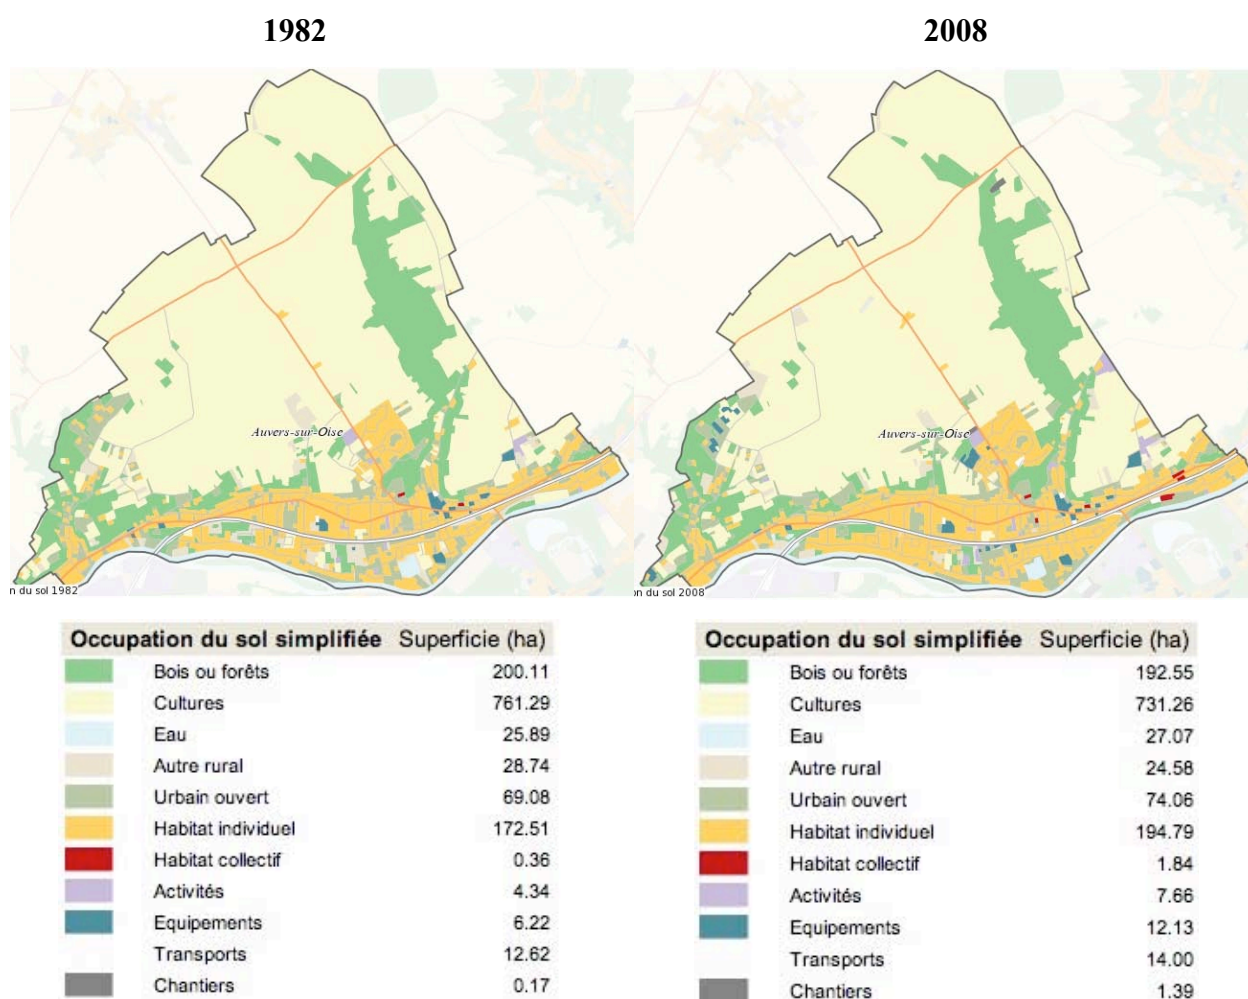 1982 2008
Auvers-sur-Oise Auvers-sur-Oise
n du sol 1982 on du sol 2008
Occupation du sol simplifiée Superficie (ha)
Bois ou forêts 200.11
Cultures 761.29
Eau 25.89
Autre rural 28.74
Urbain ouvert 69.08
Habitat individuel 172.51
Habitat collectif 0.36
Activités 4.34
Equipements 6.22
Transports 12.62
Chantiers 0.17
Occupation du sol simplifiée Superficie (ha)
Bois ou forêts 192.55
Cultures 731.26
Eau 27.07
Autre rural 24.58
Urbain ouvert 74.06
Habitat individuel 194.79
Habitat collectif 1.84
Activités 7.66
Equipements 12.13
Transports 14.00
Chantiers 1.39